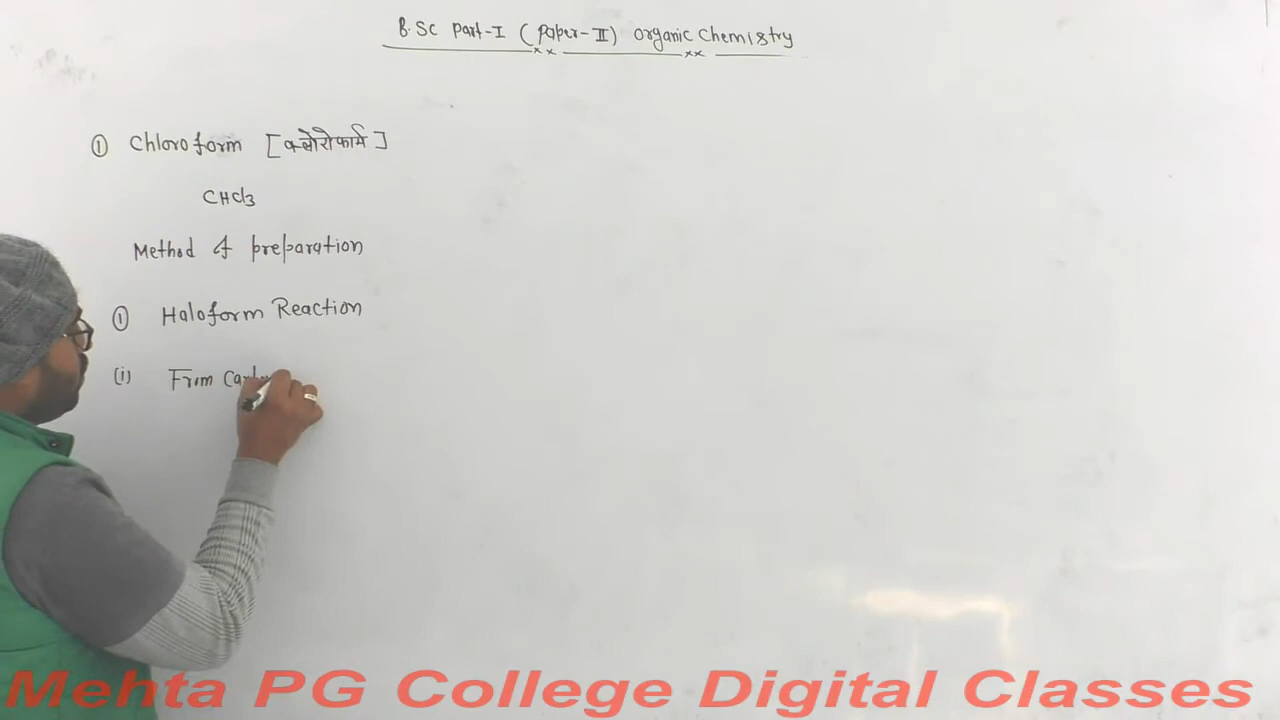 B.Sc Part-I (Paper-II) Organic Chemistry
① Chloroform [क्लोरोफार्म]
CHCl3
Method of preparation
① Haloform Reaction
(i) From
Mehta PG College Digital Classes